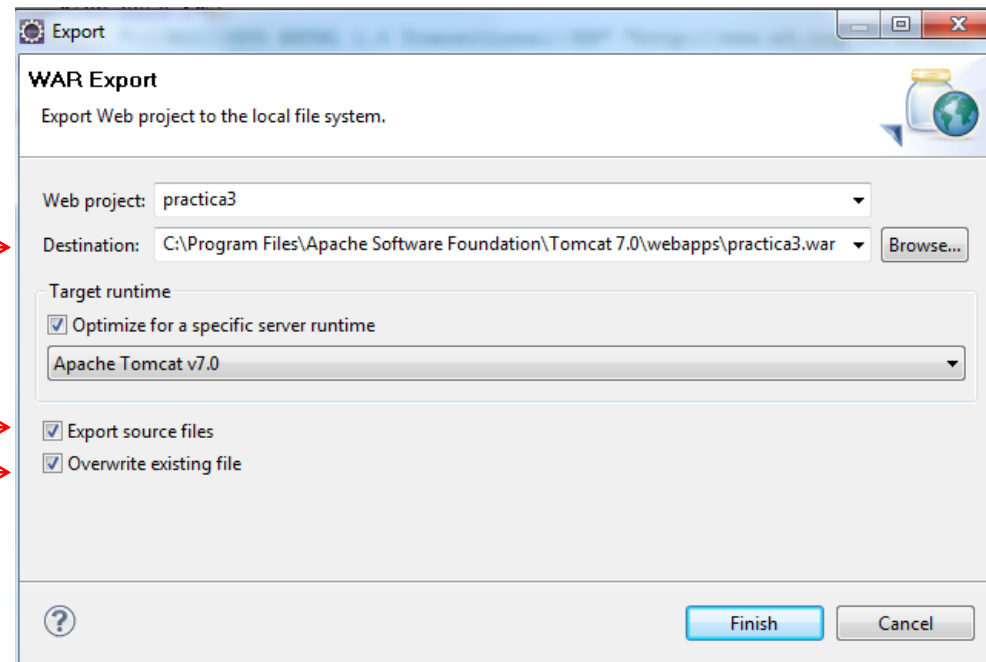 Export
WAR Export
Export Web project to the local file system.
Web project: practica3
Destination: C:\Program Files\Apache Software Foundation\Tomcat 7.0\webapps\practica3.war Browse...
Target runtime
Optimize for a specific server runtime
Apache Tomcat v7.0
Export source files
Overwrite existing file
? Finish Cancel